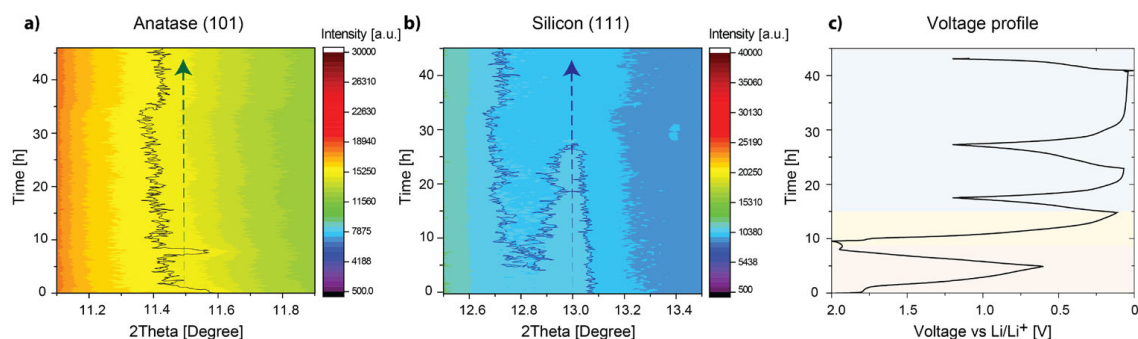 a) Anatase (101)
Intensity [a.u.]
30000
28310
26310
22630
18940
20250
17560
7875
4188
500.0
Time [h]
40
30
20
10
0
11.2 11.4 11.6 11.8
2Theta [Degree]
b) Silicon (111)
Intensity [a.u.]
40000
35060
30130
25190
20250
15310
10380
5438
500
Time [h]
40
30
20
10
0
12.6 12.8 13.0 13.2 13.4
2Theta [Degree]
c) Voltage profile
Time [h]
40
30
20
10
0
2.0 1.5 1.0 0.5 0
Voltage vs Li/Li⁺ [V]